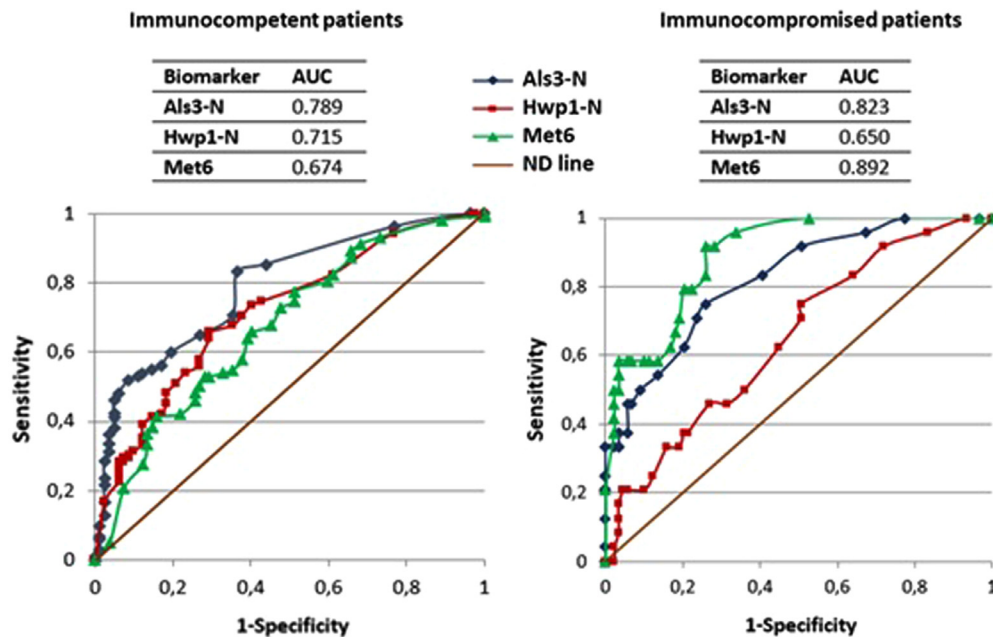 Immunocompetent patients
Immunocompromised patients
Biomarker AUC
Als3-N 0.789
Hwp1-N 0.715
Met6 0.674
Als3-N
Hwp1-N
Met6
ND line
Biomarker AUC
Als3-N 0.823
Hwp1-N 0.650
Met6 0.892
Sensitivity
1
0,8
0,6
0,4
0,2
0
0 0,2 0,4 0,6 0,8 1
1-Specificity
Sensitivity
1
0,8
0,6
0,4
0,2
0
0 0,2 0,4 0,6 0,8 1
1-Specificity